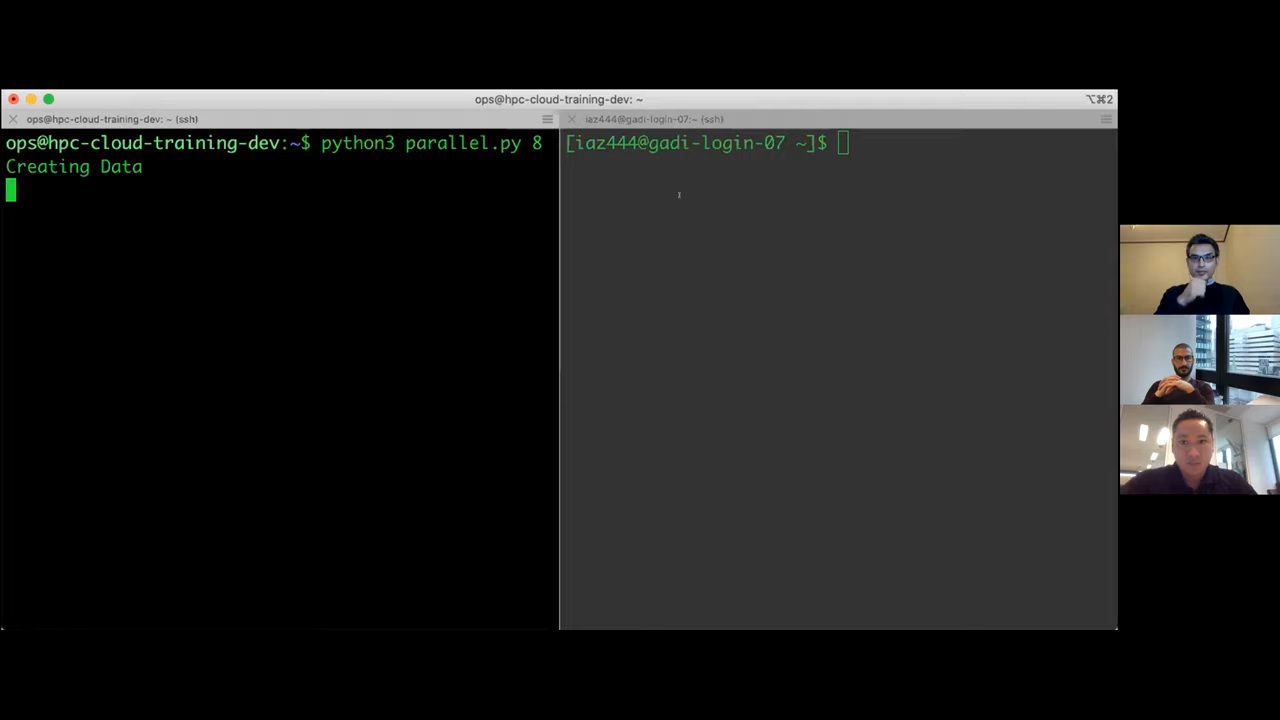 ops@hpc-cloud-training-dev: ~
⌥⌘2
ops@hpc-cloud-training-dev: ~ (ssh)
iaz444@gadi-login-07:~ (ssh)
ops@hpc-cloud-training-dev:~$ python3 parallel.py 8
Creating Data
[iaz444@gadi-login-07 ~]$